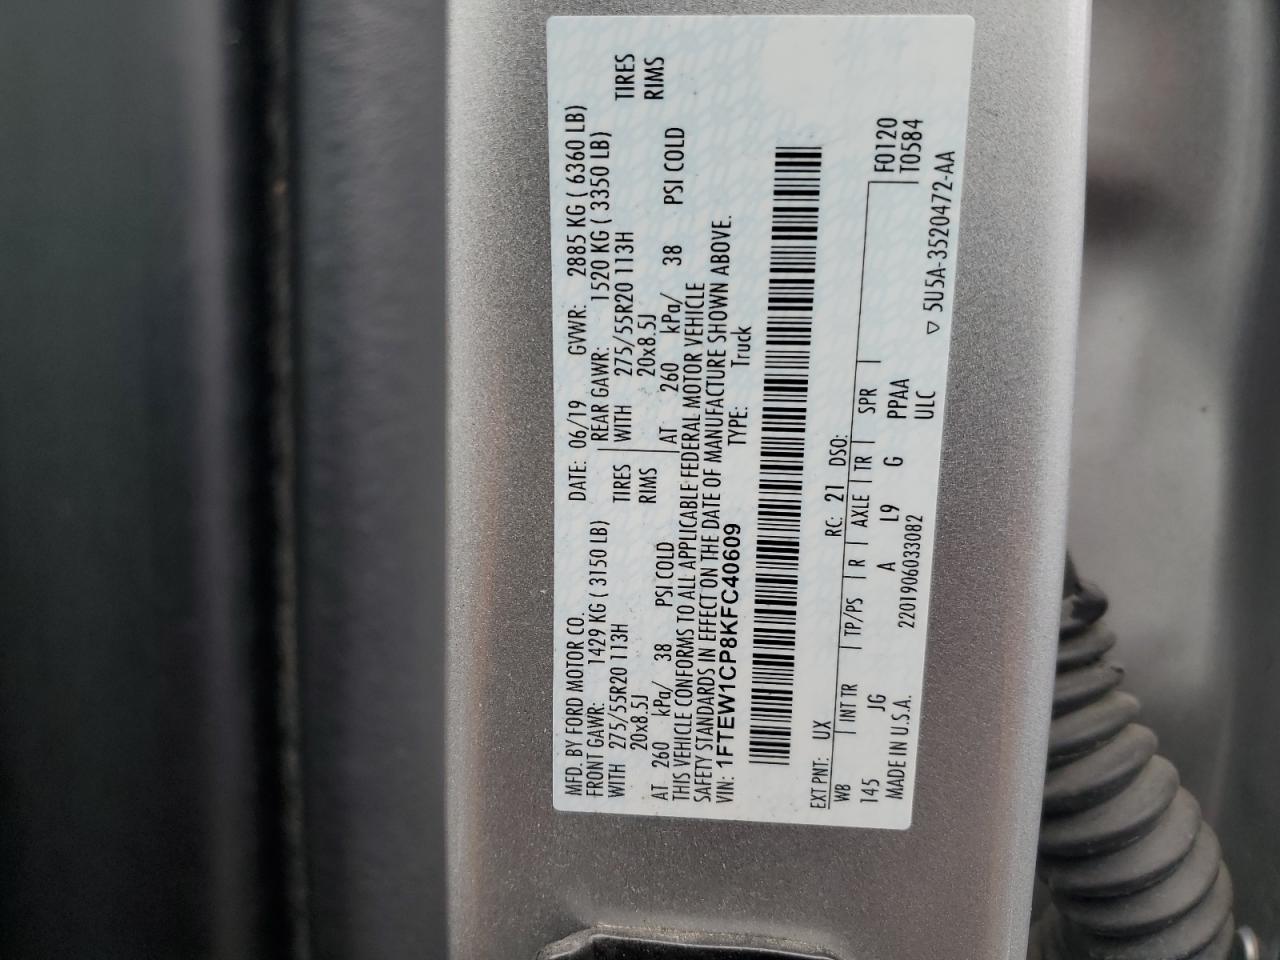 MFD. BY FORD MOTOR CO. DATE: 06/19 GVWR: 2885 KG ( 6360 LB)
FRONT GAWR: 1429 KG ( 3150 LB) REAR GAWR: 1520 KG ( 3350 LB)
WITH 275/55R20 113H TIRES WITH 275/55R20 113H TIRES
20x8.5J RIMS 20x8.5J RIMS
AT 260 kPa/ 38 PSI COLD AT 260 kPa/ 38 PSI COLD
THIS VEHICLE CONFORMS TO ALL APPLICABLE FEDERAL MOTOR VEHICLE
SAFETY STANDARDS IN EFFECT ON THE DATE OF MANUFACTURE SHOWN ABOVE.
VIN: 1FTEW1CP8KFC40609 TYPE: Truck
EXT PNT: UX RC: 21 DSO: F0120
WB INT TR TP/PS R AXLE TR SPR T0584
145 JG A L9 G PPAA
MADE IN U.S.A. 2201906033082 ULC ▽ 5U5A-3520472-AA